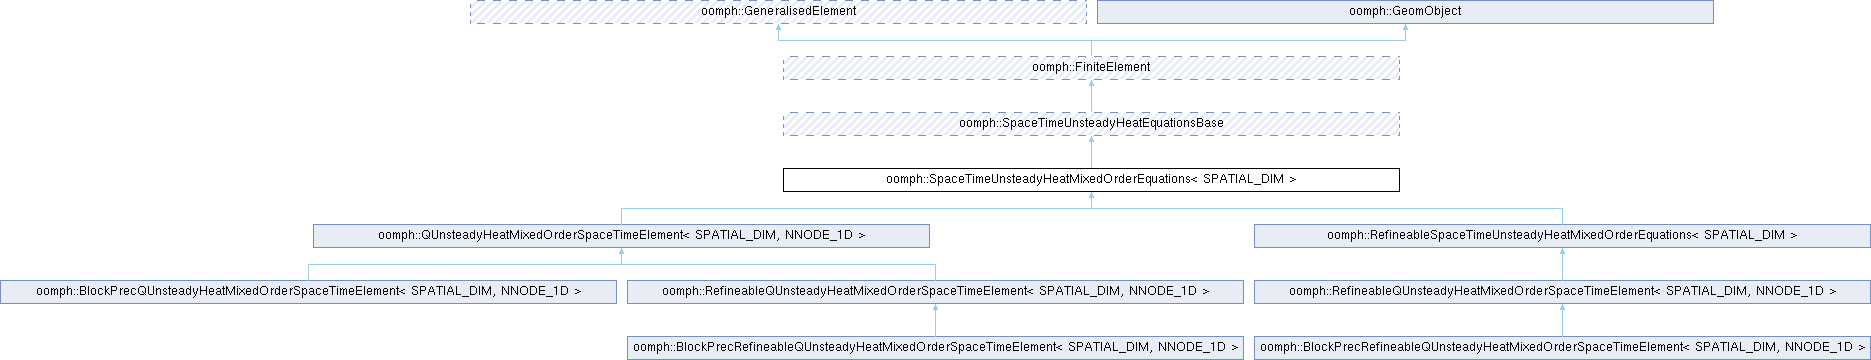 oomph::GeneralisedElement
oomph::GeomObject
oomph::FiniteElement
oomph::SpaceTimeUnsteadyHeatEquationsBase
oomph::SpaceTimeUnsteadyHeatMixedOrderEquations< SPATIAL_DIM >
oomph::QUnsteadyHeatMixedOrderSpaceTimeElement< SPATIAL_DIM, NNODE_1D >
oomph::RefineableSpaceTimeUnsteadyHeatMixedOrderEquations< SPATIAL_DIM >
oomph::BlockPrecQUnsteadyHeatMixedOrderSpaceTimeElement< SPATIAL_DIM, NNODE_1D >
oomph::RefineableQUnsteadyHeatMixedOrderSpaceTimeElement< SPATIAL_DIM, NNODE_1D >
oomph::RefineableQUnsteadyHeatMixedOrderSpaceTimeElement< SPATIAL_DIM, NNODE_1D >
oomph::BlockPrecRefineableQUnsteadyHeatMixedOrderSpaceTimeElement< SPATIAL_DIM, NNODE_1D >
oomph::BlockPrecRefineableQUnsteadyHeatMixedOrderSpaceTimeElement< SPATIAL_DIM, NNODE_1D >